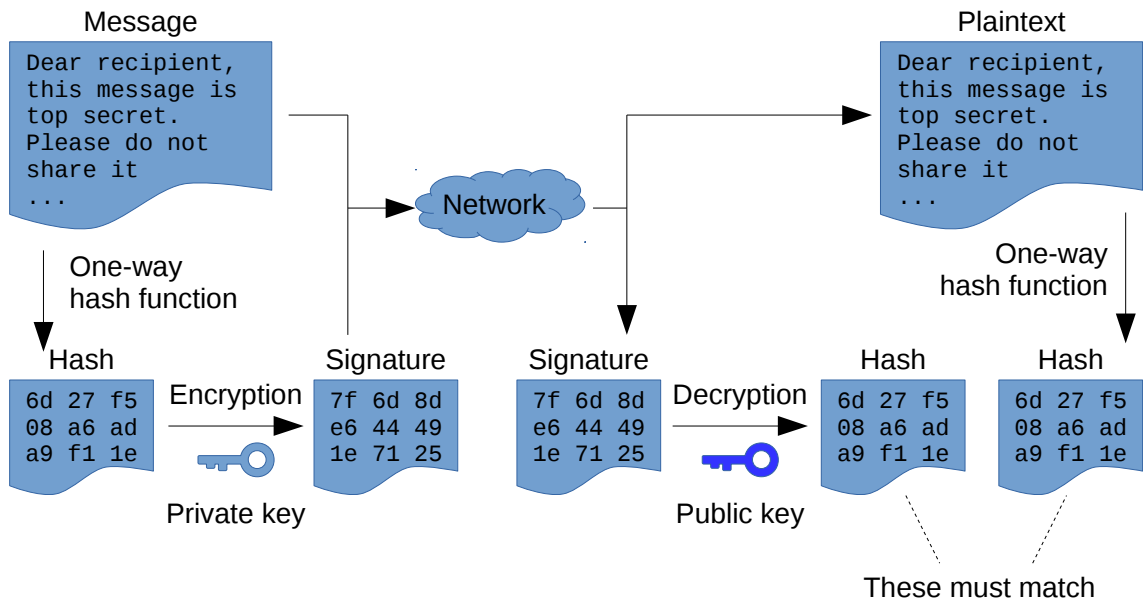 Message
Dear recipient,
this message is
top secret.
Please do not
share it
...
One-way
hash function
Hash
6d 27 f5
08 a6 ad
a9 f1 1e
Encryption
Private key
Signature
7f 6d 8d
e6 44 49
1e 71 25
Network
Signature
7f 6d 8d
e6 44 49
1e 71 25
Decryption
Public key
Hash
6d 27 f5
08 a6 ad
a9 f1 1e
Plaintext
Dear recipient,
this message is
top secret.
Please do not
share it
...
One-way
hash function
Hash
6d 27 f5
08 a6 ad
a9 f1 1e
These must match